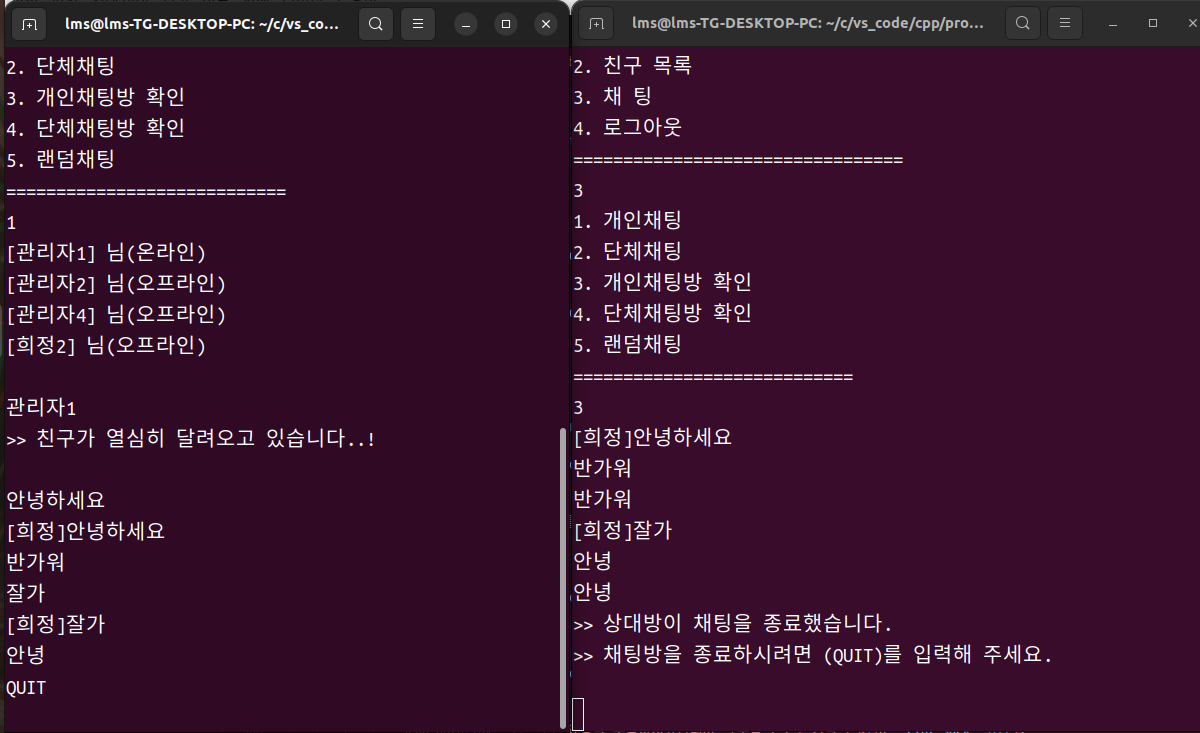 lms@lms-TG-DESKTOP-PC: ~/c/vs_co...
2. 단체채팅
3. 개인채팅방 확인
4. 단체채팅방 확인
5. 랜덤채팅
============================
1
[관리자1] 님(온라인)
[관리자2] 님(오프라인)
[관리자4] 님(오프라인)
[희정2] 님(오프라인)
관리자1
>> 친구가 열심히 달려오고 있습니다..!
안녕하세요
[희정]안녕하세요
반가워
잘가
[희정]잘가
안녕
QUIT
lms@lms-TG-DESKTOP-PC: ~/c/vs_code/cpp/pro...
2. 친구 목록
3. 채 팅
4. 로그아웃
=================================
3
1. 개인채팅
2. 단체채팅
3. 개인채팅방 확인
4. 단체채팅방 확인
5. 랜덤채팅
============================
3
[희정]안녕하세요
반가워
반가워
[희정]잘가
안녕
안녕
>> 상대방이 채팅을 종료했습니다.
>> 채팅방을 종료하시려면 (QUIT)를 입력해 주세요.